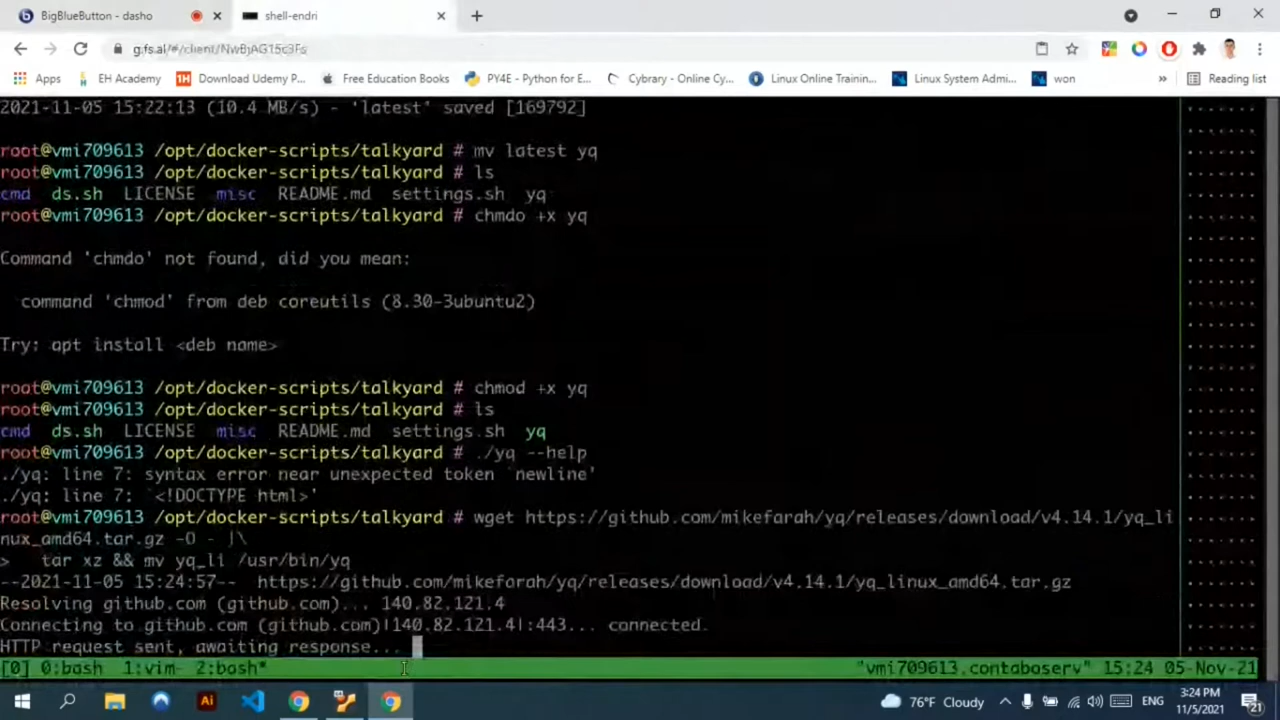 BigBlueButton - dasho
shell-endri
g.fs.al/#/client/NwBjAG15c3Fs
Apps EH Academy Download Udemy P... Free Education Books PY4E - Python for E... Cybrary - Online Cy... Linux Online Trainin... Linux System Admi... won » Reading list
2021-11-05 15:22:13 (10.4 MB/s) - 'latest' saved [169792]
root@vmi709613 /opt/docker-scripts/talkyard # mv latest yq
root@vmi709613 /opt/docker-scripts/talkyard # ls
cmd ds.sh LICENSE misc README.md settings.sh yq
root@vmi709613 /opt/docker-scripts/talkyard # chmdo +x yq
Command 'chmdo' not found, did you mean:
command 'chmod' from deb coreutils (8.30-3ubuntu2)
Try: apt install <deb name>
root@vmi709613 /opt/docker-scripts/talkyard # chmod +x yq
root@vmi709613 /opt/docker-scripts/talkyard # ls
cmd ds.sh LICENSE misc README.md settings.sh yq
root@vmi709613 /opt/docker-scripts/talkyard # ./yq --help
./yq: line 7: syntax error near unexpected token `newline'
./yq: line 7: `<!DOCTYPE html>'
root@vmi709613 /opt/docker-scripts/talkyard # wget https://github.com/mikefarah/yq/releases/download/v4.14.1/yq_li
nux_amd64.tar.gz -O - |\
> tar xz && mv yq_li /usr/bin/yq
--2021-11-05 15:24:57-- https://github.com/mikefarah/yq/releases/download/v4.14.1/yq_linux_amd64.tar.gz
Resolving github.com (github.com)... 140.82.121.4
Connecting to github.com (github.com)|140.82.121.4|:443... connected.
HTTP request sent, awaiting response...
[0] 0:bash 1:vim- 2:bash* "vmi709613.contaboserv" 15:24 05-Nov-21
76°F Cloudy ENG 3:24 PM
11/5/2021 21